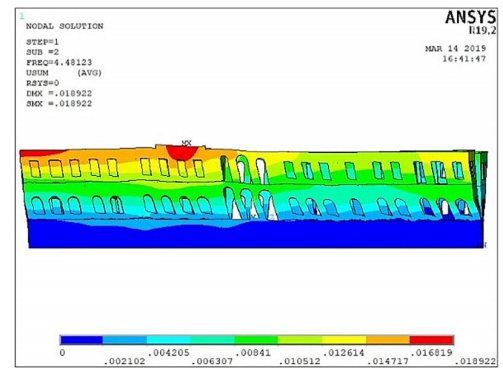 1
NODAL SOLUTION
STEP=1
SUB =2
FREQ=4.48123
USUM (AVG)
RSYS=0
DMX =.018922
SMX =.018922
ANSYS
R19.2
MAR 14 2019
16:41:47
MX
0 .004205 .00841 .012614 .016819
.002102 .006307 .010512 .014717 .018922